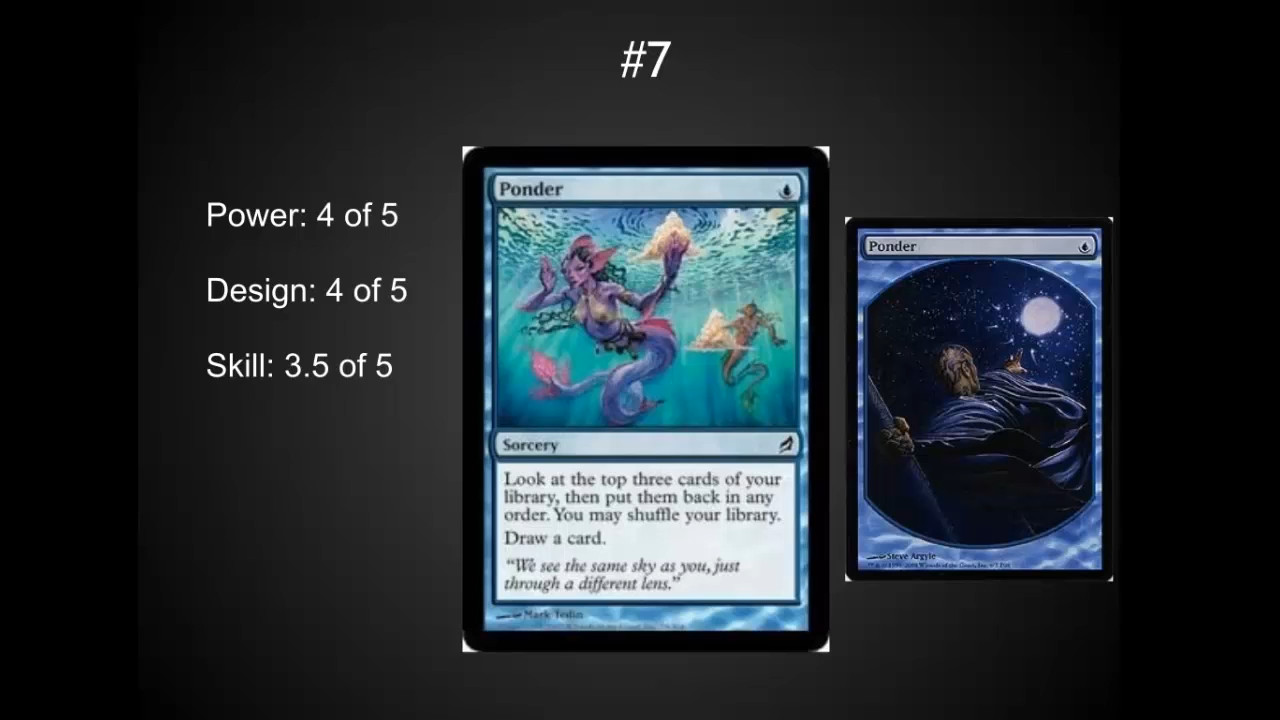 #7
Power: 4 of 5
Design: 4 of 5
Skill: 3.5 of 5
Ponder
Sorcery
Look at the top three cards of your
library, then put them back in any
order. You may shuffle your library.
Draw a card.
"We see the same sky as you, just
through a different lens."
Mark Tedin
Ponder
Steve Argyle